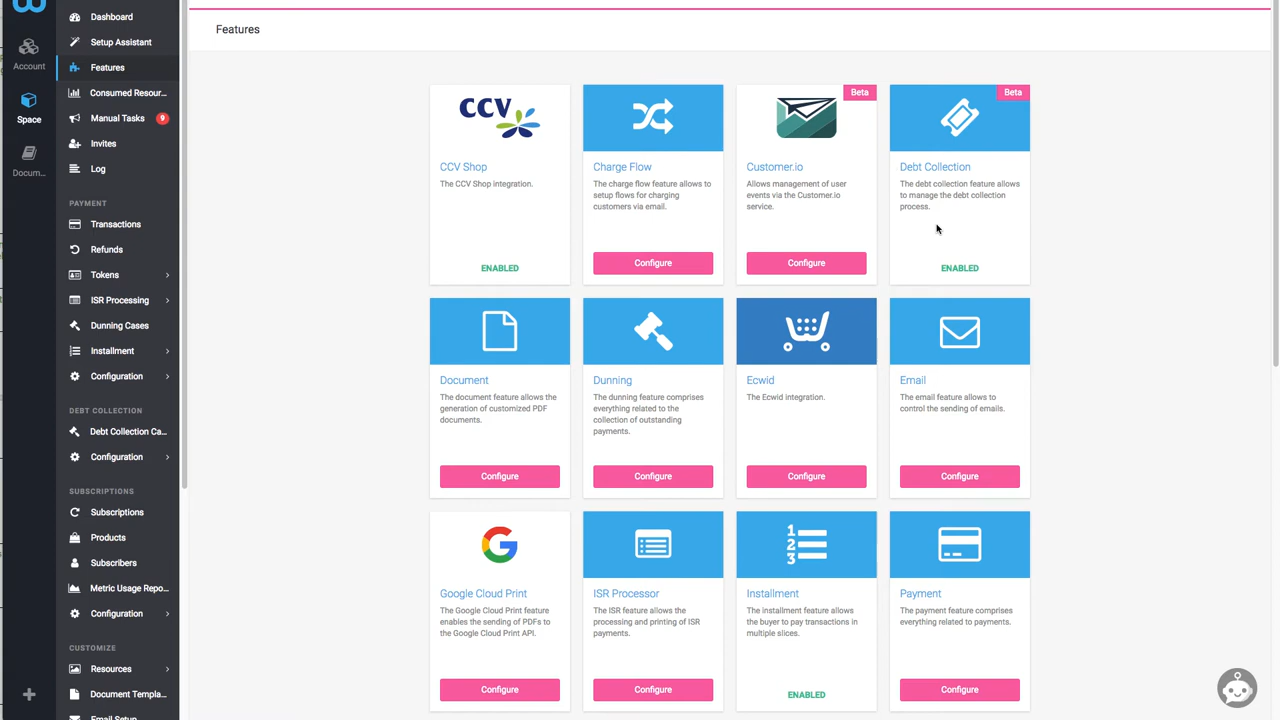 Account
Space
Docum...
Dashboard
Setup Assistant
Features
Consumed Resour...
Manual Tasks 9
Invites
Log
PAYMENT
Transactions
Refunds
Tokens
ISR Processing
Dunning Cases
Installment
Configuration
DEBT COLLECTION
Debt Collection Ca...
Configuration
SUBSCRIPTIONS
Subscriptions
Products
Subscribers
Metric Usage Repo...
Configuration
CUSTOMIZE
Resources
Document Templa...
Email Setup
Features
CCV
CCV Shop
The CCV Shop integration.
ENABLED
Charge Flow
The charge flow feature allows to
setup flows for charging
customers via email.
Configure
Beta
Customer.io
Allows management of user
events via the Customer.io
service.
Configure
Beta
Debt Collection
The debt collection feature allows
to manage the debt collection
process.
ENABLED
Document
The document feature allows the
generation of customized PDF
documents.
Configure
Dunning
The dunning feature comprises
everything related to the
collection of outstanding
payments.
Configure
Ecwid
The Ecwid integration.
Configure
Email
The email feature allows to
control the sending of emails.
Configure
Google Cloud Print
The Google Cloud Print feature
enables the sending of PDFs to
the Google Cloud Print API.
Configure
ISR Processor
The ISR feature allows the
processing and printing of ISR
payments.
Configure
1
2
3
Installment
The installment feature allows
the buyer to pay transactions in
multiple slices.
ENABLED
Payment
The payment feature comprises
everything related to payments.
Configure